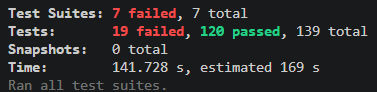 Test Suites: 7 failed, 7 total
Tests: 19 failed, 120 passed, 139 total
Snapshots: 0 total
Time: 141.728 s, estimated 169 s
Ran all test suites.